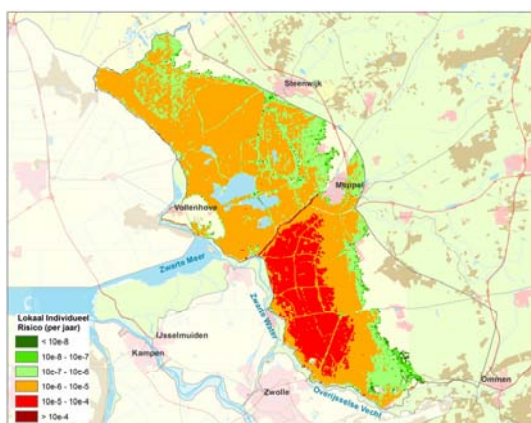 Steenwijk
Meppel
Vollenhove
Zwarte Meer
Zwarte Water
Lokaal Individueel
Risico (per jaar)
< 10e-8
10e-8 - 10e-7
10e-7 - 10e-6
10e-6 - 10e-5
10e-5 - 10e-4
> 10e-4
IJsselmuiden
Kampen
Zwolle
Overijsselse Vecht
Ommen